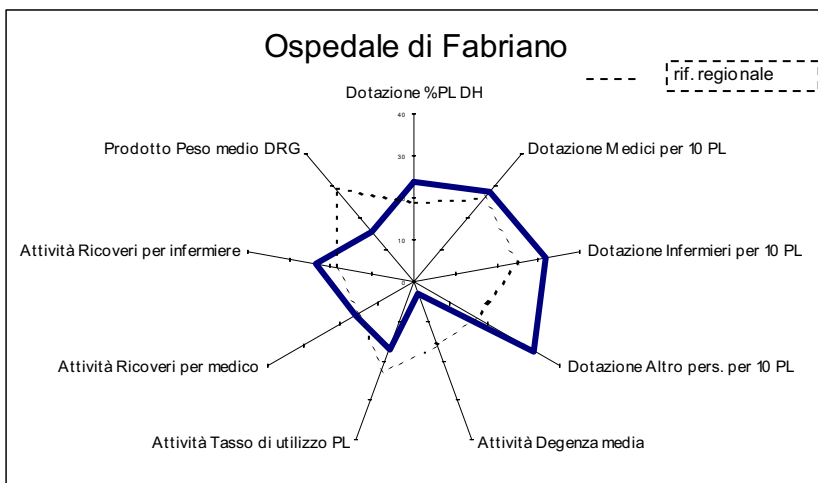 Ospedale di Fabriano
rif. regionale
Dotazione %PL DH
40
30
20
10
0
Prodotto Peso medio DRG
Dotazione Medici per 10 PL
Attività Ricoveri per infermiere
Dotazione Infermieri per 10 PL
Attività Ricoveri per medico
Dotazione Altro pers. per 10 PL
Attività Tasso di utilizzo PL
Attività Degenza media